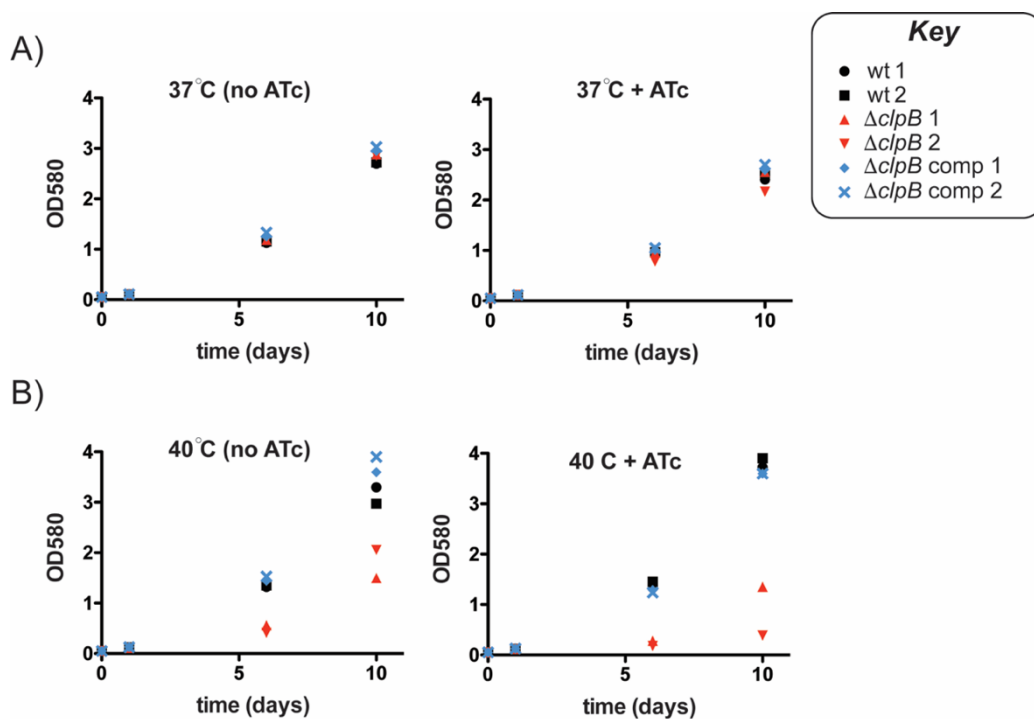 A)
37°C (no ATc)
4
3
2
1
0
0
5
10
OD580
time (days)
37°C + ATc
4
3
2
1
0
0
5
10
OD580
time (days)
Key
wt 1
wt 2
ΔclpB 1
ΔclpB 2
ΔclpB comp 1
ΔclpB comp 2
B)
40°C (no ATc)
4
3
2
1
0
0
5
10
OD580
time (days)
40 C + ATc
4
3
2
1
0
0
5
10
OD580
time (days)